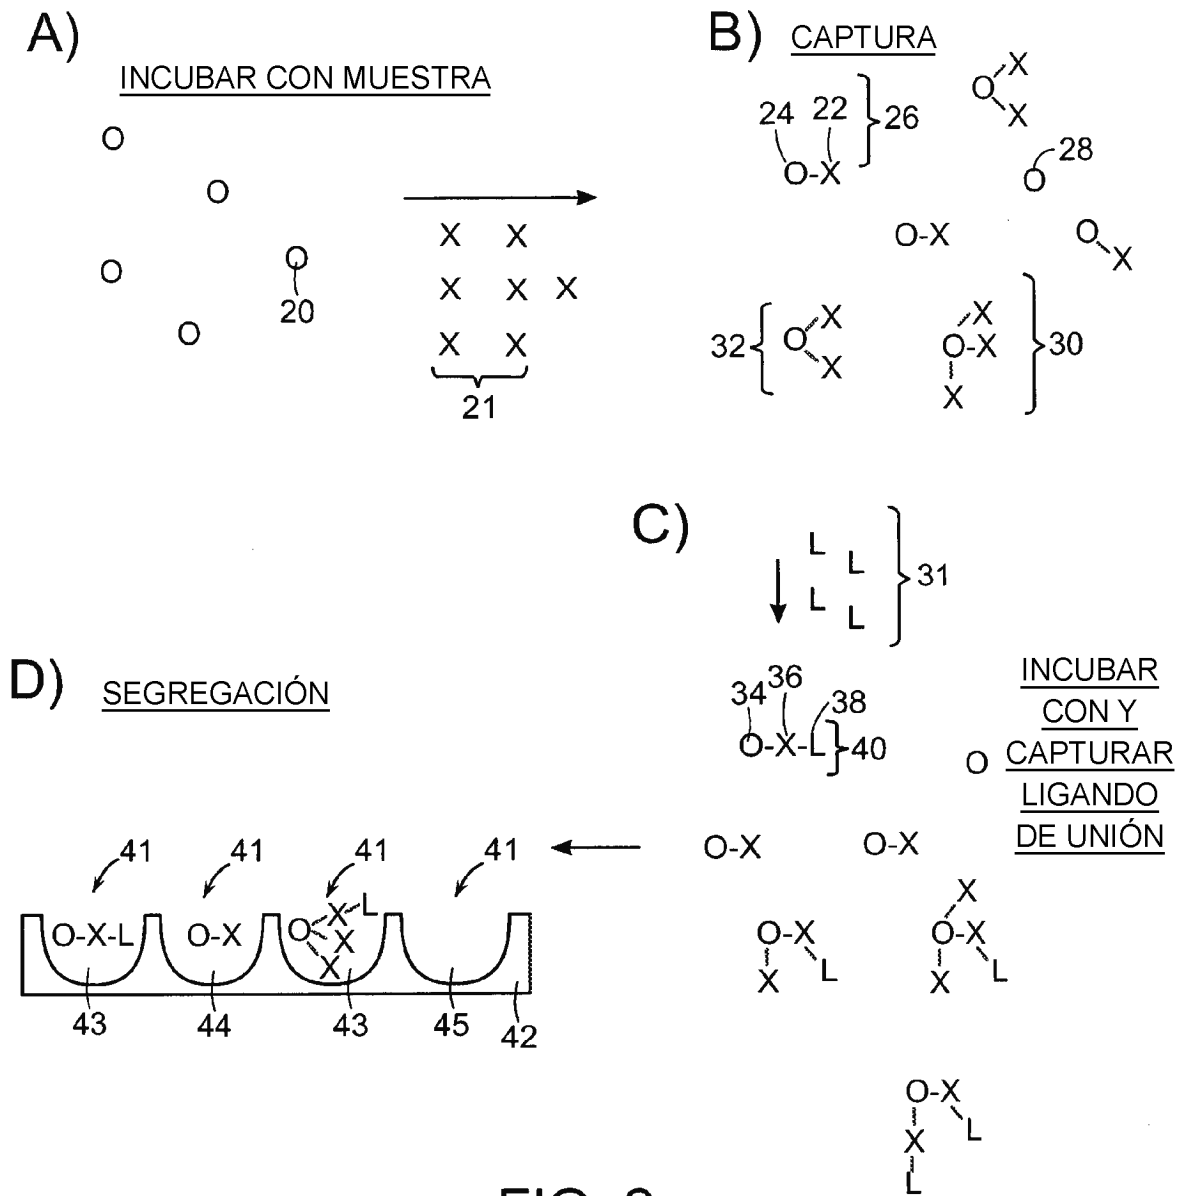 A)
INCUBAR CON MUESTRA
O
O
O
O
O
20
X X
X X X
X X
21
B) CAPTURA
24 22 26
O-X
O X X
28
O
O-X
O X
32
O X X
X
O-X
X
30
C)
L L
L L
31
34 36 38
O-X-L 40
O
INCUBAR
CON Y
CAPTURAR
LIGANDO
DE UNIÓN
O-X O-X
O-X
X L
X
O-X
X L
O-X
X L
L
D) SEGREGACIÓN
41 41 41 41
O-X-L O-X O X L X X
43 44 43 45 42